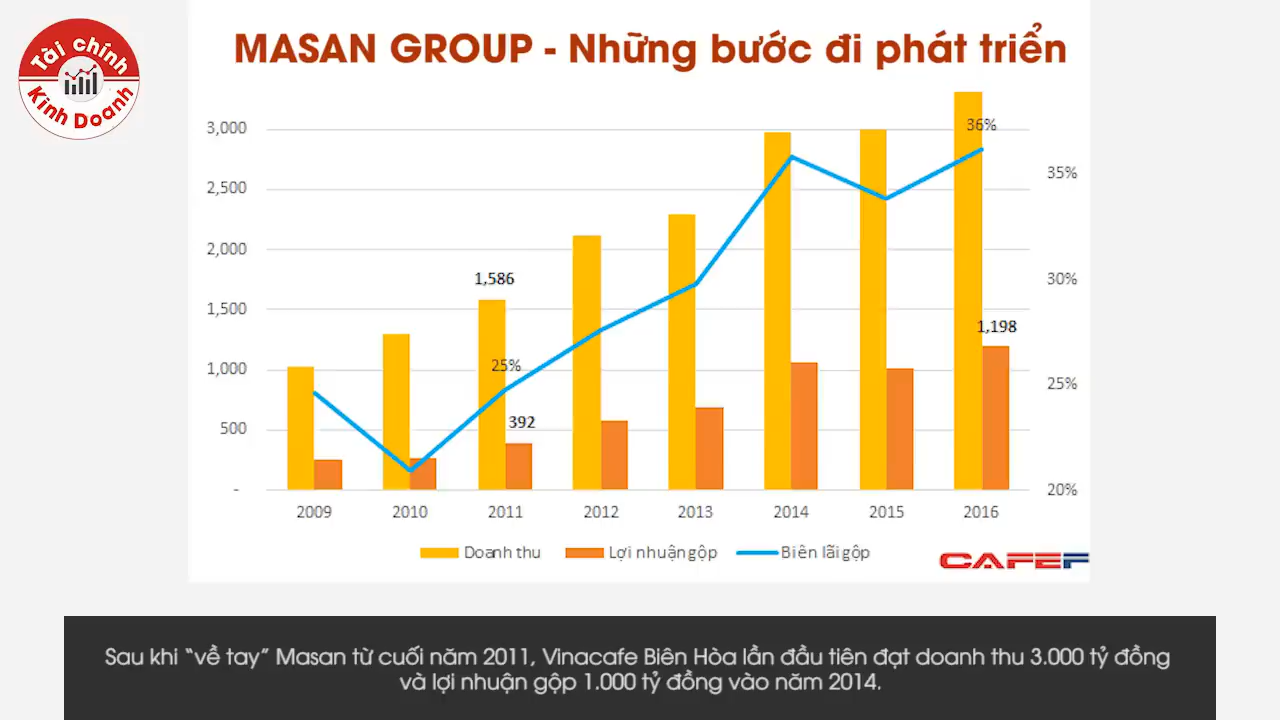 Tài chính
Kinh Doanh
MASAN GROUP - Những bước đi phát triển
3,000
2,500
2,000
1,500
1,000
500
-
35%
30%
25%
20%
1,586
25%
392
36%
1,198
2009 2010 2011 2012 2013 2014 2015 2016
Doanh thu Lợi nhuận gộp Biên lãi gộp
CAFEF
Sau khi “về tay” Masan từ cuối năm 2011, Vinacafe Biên Hòa lần đầu tiên đạt doanh thu 3.000 tỷ đồng
và lợi nhuận gộp 1.000 tỷ đồng vào năm 2014.